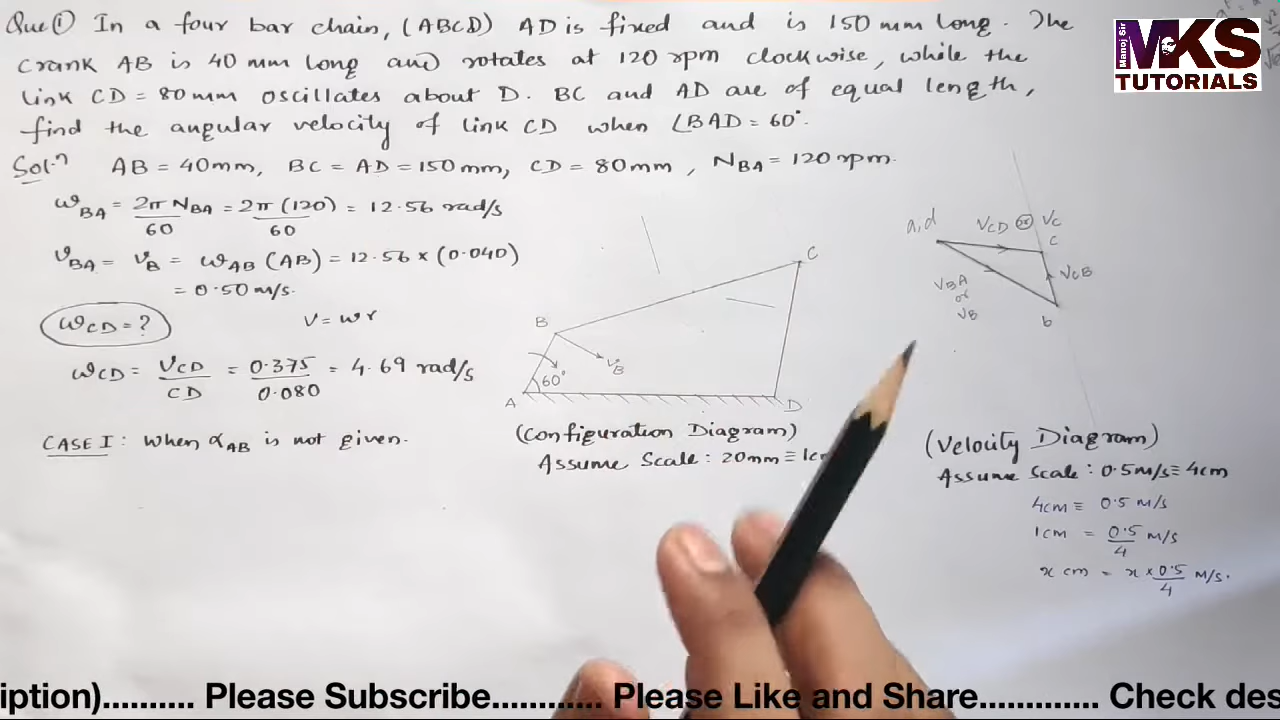 Que① In a four bar chain, (ABCD) AD is fixed and is 150 mm long. The
crank AB is 40 mm long and rotates at 120 rpm clockwise, while the
link CD = 80mm oscillates about D. BC and AD are of equal length,
find the angular velocity of link CD when ∠BAD = 60°.
Sol.ⁿ AB = 40mm, BC = AD = 150mm, CD = 80mm, N_BA = 120 rpm.
ω_BA = 2π N_BA/60 = 2π (120)/60 = 12.56 rad/s
v_BA = v_B = ω_AB (AB) = 12.56 × (0.040)
= 0.50 m/s.
ω_CD = ?
v = ωr
ω_CD = V_CD/CD = 0.375/0.080 = 4.69 rad/s
CASE I : When α_AB is not given.
A
B
C
D
60°
v_B
(Configuration Diagram)
Assume Scale : 20mm ≡ 1cm
a, d
V_CD or V_C
c
V_BA
or
V_B
V_CB
b
(Velocity Diagram)
Assume Scale : 0.5m/s ≡ 4cm
4cm ≡ 0.5 m/s
1cm = 0.5/4 m/s
x cm = x × 0.5/4 m/s.
Manoj Sir
MKS
TUTORIALS
iption).......... Please Subscribe............ Please Like and Share............. Check des